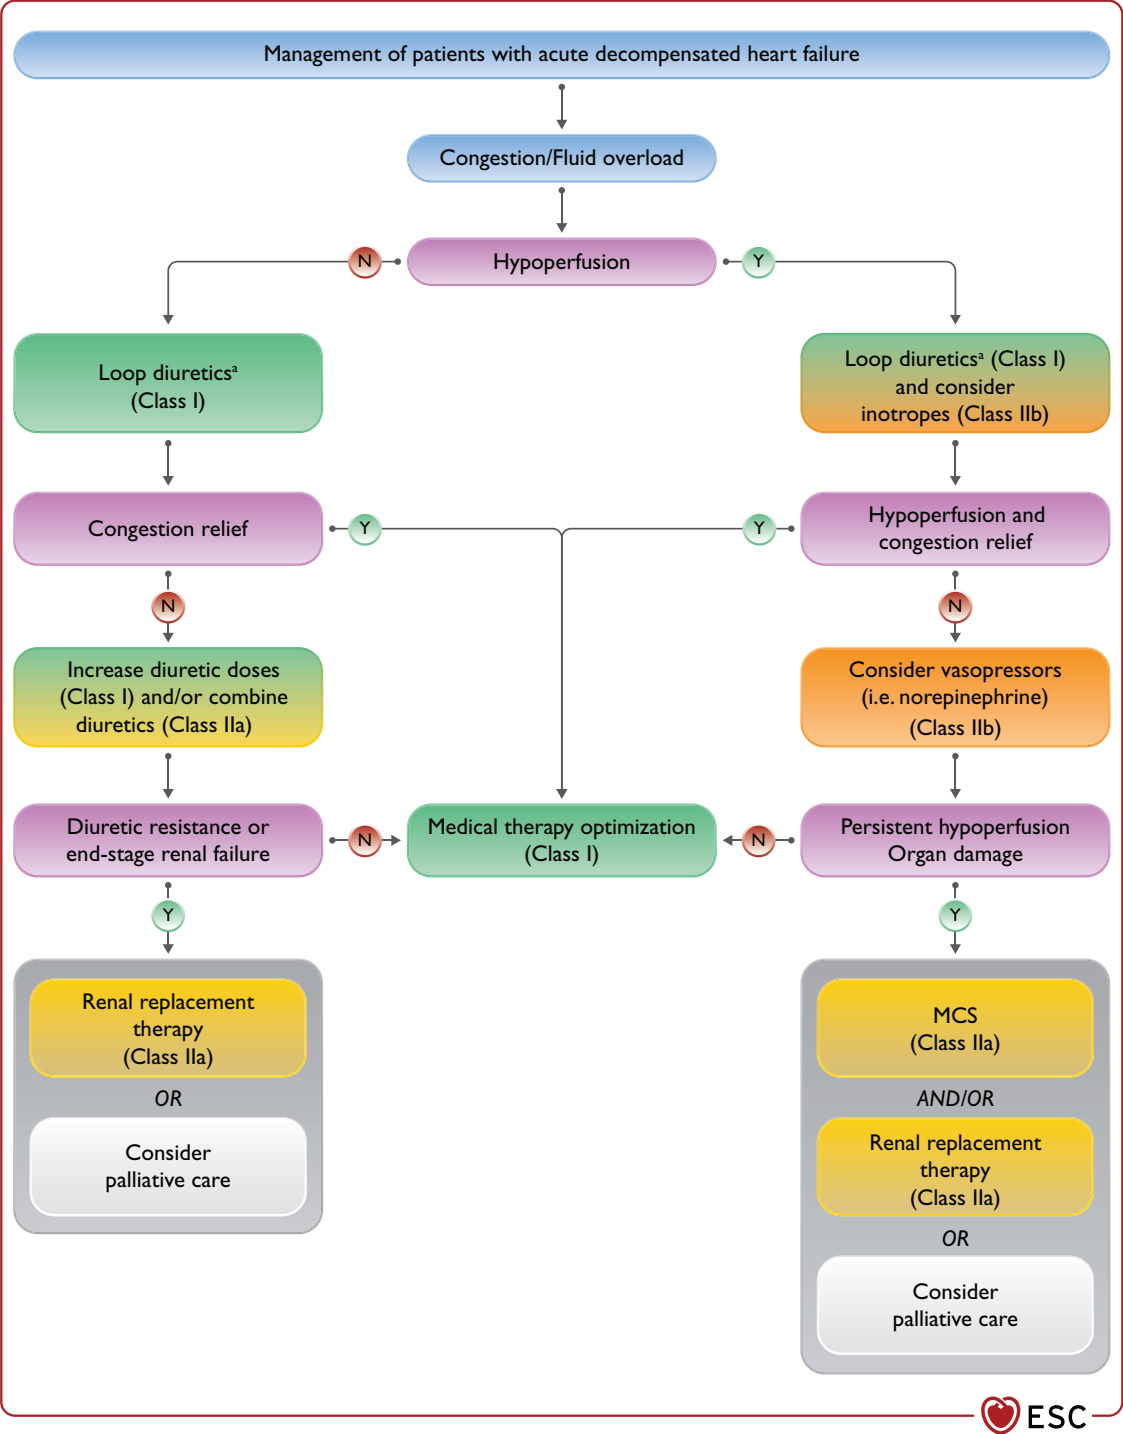 Management of patients with acute decompensated heart failure
Congestion/Fluid overload
Hypoperfusion
N
Y
Loop diureticsᵃ
(Class I)
Loop diureticsᵃ (Class I)
and consider
inotropes (Class IIb)
Congestion relief
Y
Y
Hypoperfusion and
congestion relief
N
N
Increase diuretic doses
(Class I) and/or combine
diuretics (Class IIa)
Consider vasopressors
(i.e. norepinephrine)
(Class IIb)
Diuretic resistance or
end-stage renal failure
N
Medical therapy optimization
(Class I)
N
Persistent hypoperfusion
Organ damage
Y
Y
Renal replacement
therapy
(Class IIa)
OR
Consider
palliative care
MCS
(Class IIa)
AND/OR
Renal replacement
therapy
(Class IIa)
OR
Consider
palliative care
ESC